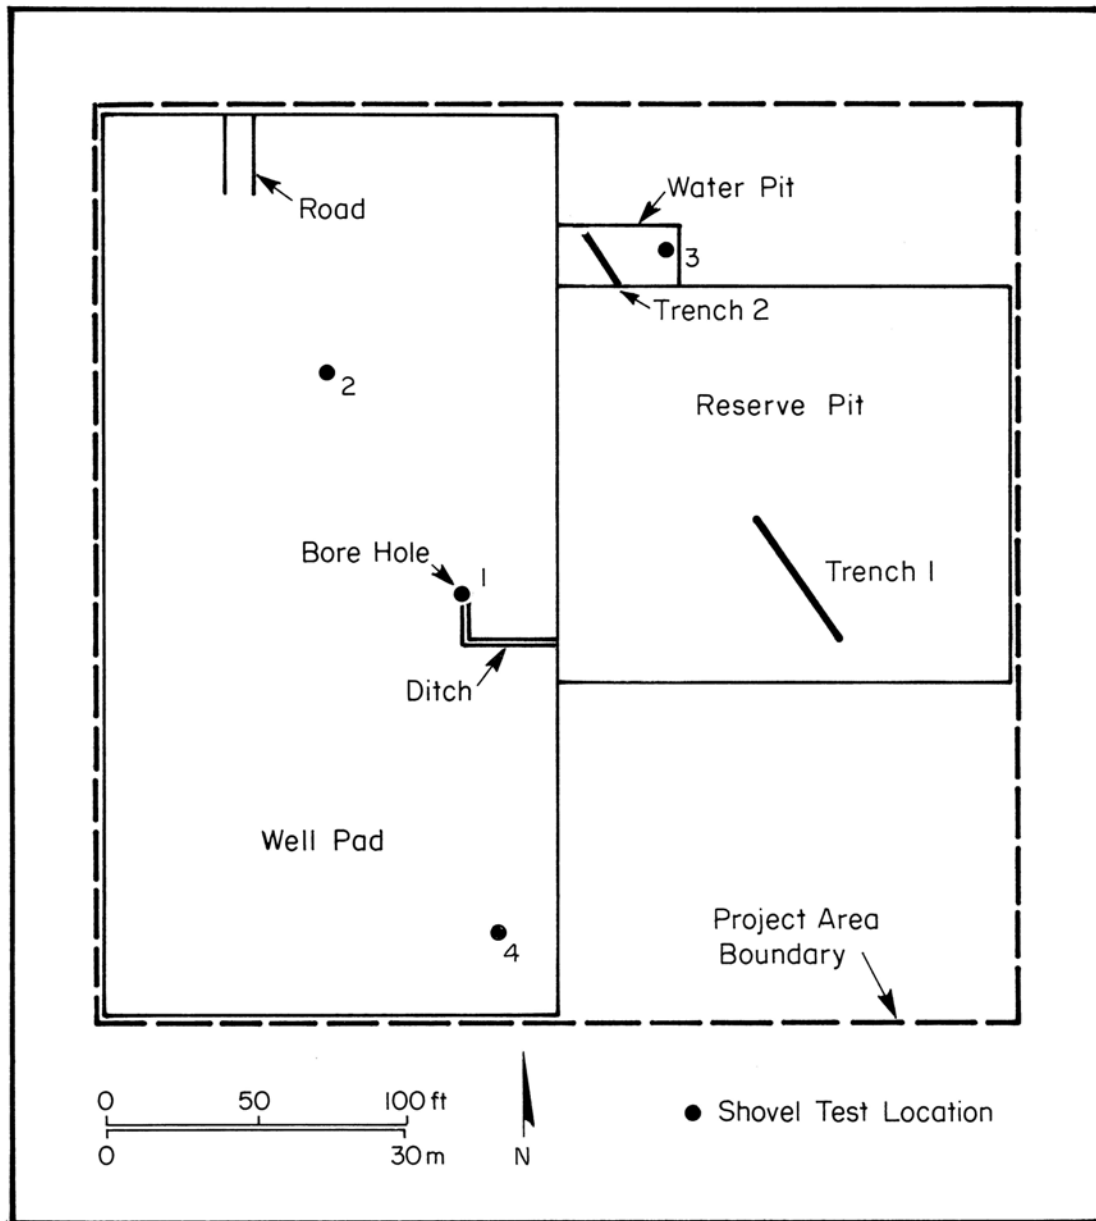 Road
Water Pit
3
Trench 2
2
Reserve Pit
Bore Hole
1
Trench 1
Ditch
Well Pad
4
Project Area
Boundary
0 50 100 ft
0 30 m
N
Shovel Test Location